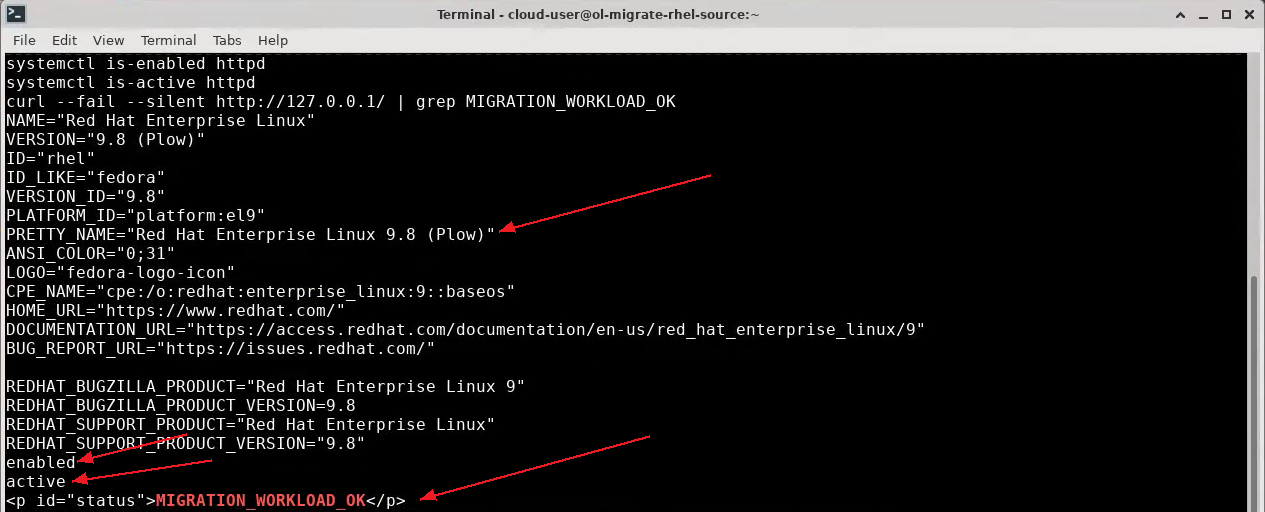 Terminal - cloud-user@ol-migrate-rhel-source:~
File Edit View Terminal Tabs Help
systemctl is-enabled httpd
systemctl is-active httpd
curl --fail --silent http://127.0.0.1/ | grep MIGRATION_WORKLOAD_OK
NAME="Red Hat Enterprise Linux"
VERSION="9.8 (Plow)"
ID="rhel"
ID_LIKE="fedora"
VERSION_ID="9.8"
PLATFORM_ID="platform:el9"
PRETTY_NAME="Red Hat Enterprise Linux 9.8 (Plow)"
ANSI_COLOR="0;31"
LOGO="fedora-logo-icon"
CPE_NAME="cpe:/o:redhat:enterprise_linux:9::baseos"
HOME_URL="https://www.redhat.com/"
DOCUMENTATION_URL="https://access.redhat.com/documentation/en-us/red_hat_enterprise_linux/9"
BUG_REPORT_URL="https://issues.redhat.com/"

REDHAT_BUGZILLA_PRODUCT="Red Hat Enterprise Linux 9"
REDHAT_BUGZILLA_PRODUCT_VERSION=9.8
REDHAT_SUPPORT_PRODUCT="Red Hat Enterprise Linux"
REDHAT_SUPPORT_PRODUCT_VERSION="9.8"
enabled
active
<p id="status">MIGRATION_WORKLOAD_OK</p>